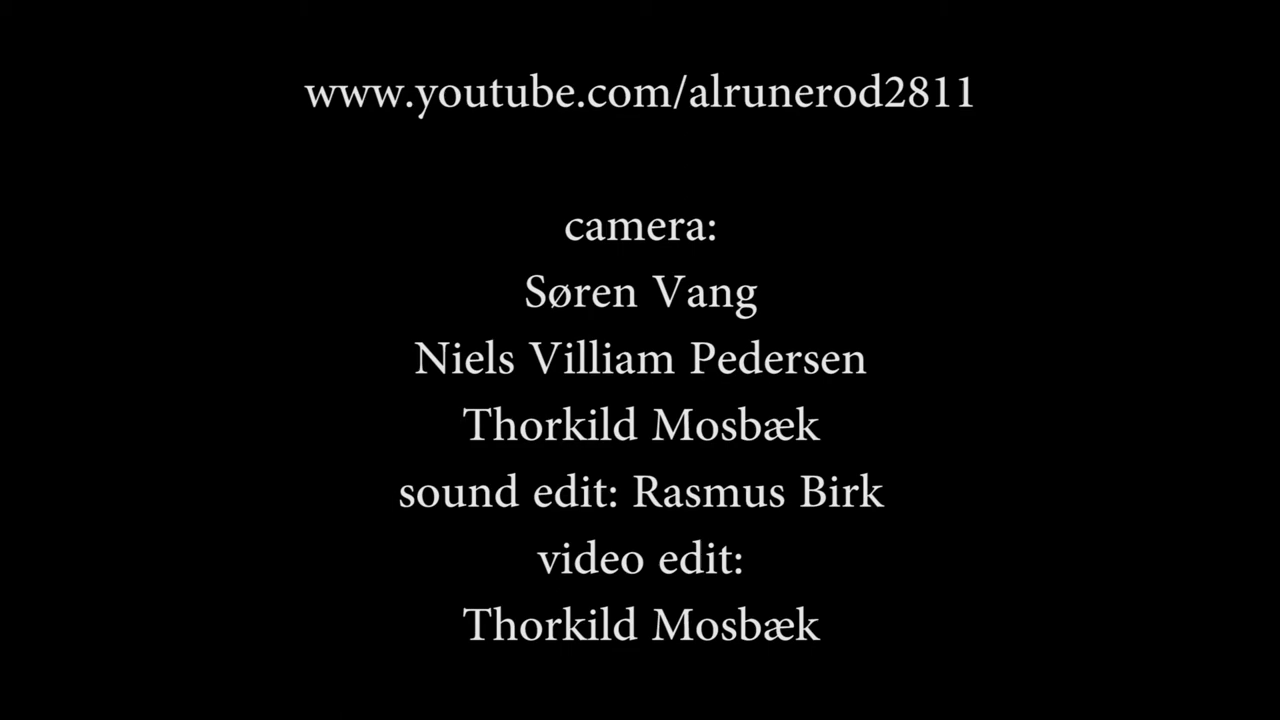 www.youtube.com/alrunerod2811
camera:
Søren Vang
Niels Villiam Pedersen
Thorkild Mosbæk
sound edit: Rasmus Birk
video edit:
Thorkild Mosbæk